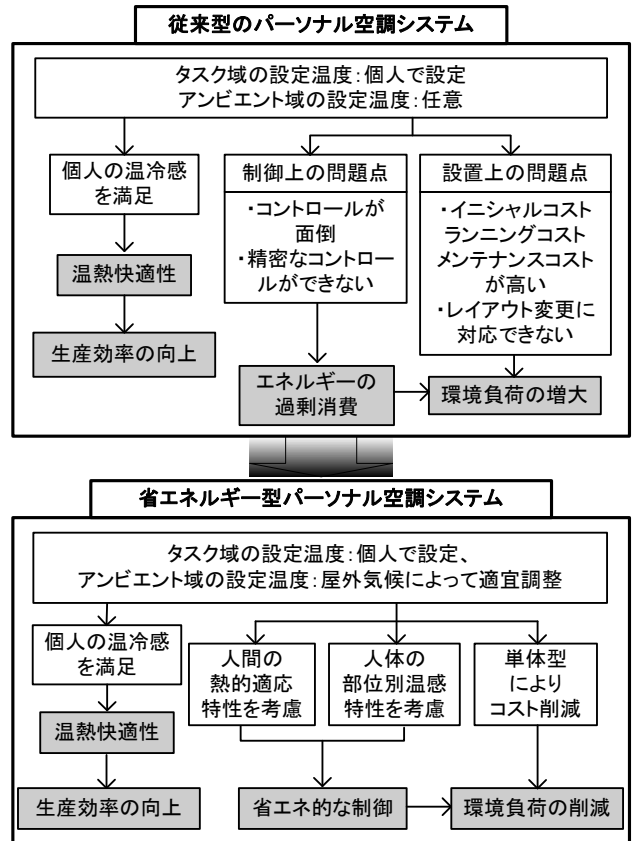 従来型のパーソナル空調システム
タスク域の設定温度:個人で設定
アンビエント域の設定温度:任意
個人の温冷感
を満足
温熱快適性
生産効率の向上
制御上の問題点
・コントロールが
面倒
・精密なコントロー
ルができない
エネルギーの
過剰消費
設置上の問題点
・イニシャルコスト
ランニングコスト
メンテナンスコスト
が高い
・レイアウト変更に
対応できない
環境負荷の増大
省エネルギー型パーソナル空調システム
タスク域の設定温度:個人で設定、
アンビエント域の設定温度:屋外気候によって適宜調整
個人の温冷感
を満足
温熱快適性
生産効率の向上
人間の
熱的適応
特性を考慮
人体の
部位別温感
特性を考慮
省エネ的な制御
単体型
により
コスト削減
環境負荷の削減